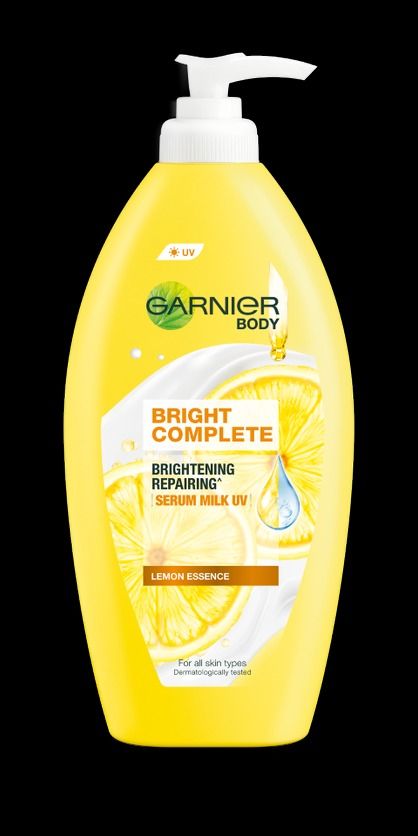 UV
GARNIER
BODY
BRIGHT
COMPLETE
BRIGHTENING
REPAIRING^
SERUM MILK UV
LEMON ESSENCE
For all skin types
Dermatologically tested